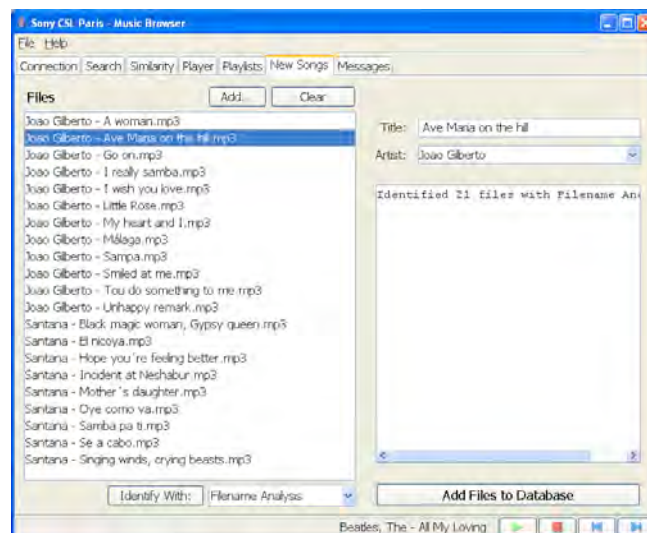 Sony CSL Paris - Music Browser
File Help
Connection Search Similarity Player Playlists New Songs Messages
Files Add... Clear
Joao Gilberto - A woman.mp3
Joao Gilberto - Ave Maria on the hil.mp3
Joao Gilberto - Go on.mp3
Joao Gilberto - I really samba.mp3
Joao Gilberto - I wish you love.mp3
Joao Gilberto - Little Rose.mp3
Joao Gilberto - My heart and I.mp3
Joao Gilberto - Málaga.mp3
Joao Gilberto - Sampa.mp3
Joao Gilberto - Smiled at me.mp3
Joao Gilberto - Tou do something to me.mp3
Joao Gilberto - Unhappy remark.mp3
Santana - Black magic woman, Gypsy queen.mp3
Santana - El nicoya.mp3
Santana - Hope you´re feeling better.mp3
Santana - Incident at Neshabur.mp3
Santana - Mother´s daughter.mp3
Santana - Oye como va.mp3
Santana - Samba pa ti.mp3
Santana - Se a cabo.mp3
Santana - Singing winds, crying beasts.mp3
Identify With: Filename Analysis
Title: Ave Maria on the hil
Artist: Joao Gilberto
Identified 21 files with Filename Ana
Add Files to Database
Beatles, The - All My Loving